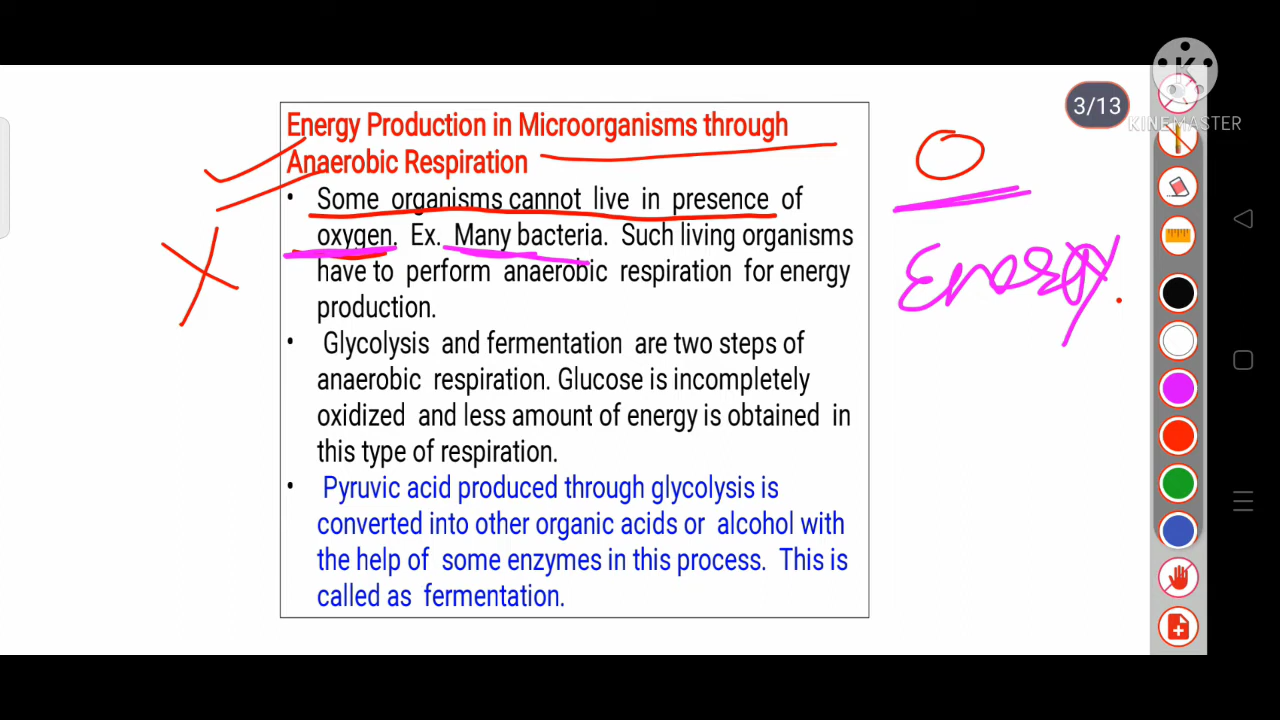 3/13
KINEMASTER
Energy Production in Microorganisms through
Anaerobic Respiration
• Some organisms cannot live in presence of
oxygen. Ex. Many bacteria. Such living organisms
have to perform anaerobic respiration for energy
production.
• Glycolysis and fermentation are two steps of
anaerobic respiration. Glucose is incompletely
oxidized and less amount of energy is obtained in
this type of respiration.
• Pyruvic acid produced through glycolysis is
converted into other organic acids or alcohol with
the help of some enzymes in this process. This is
called as fermentation.
O
Energy.